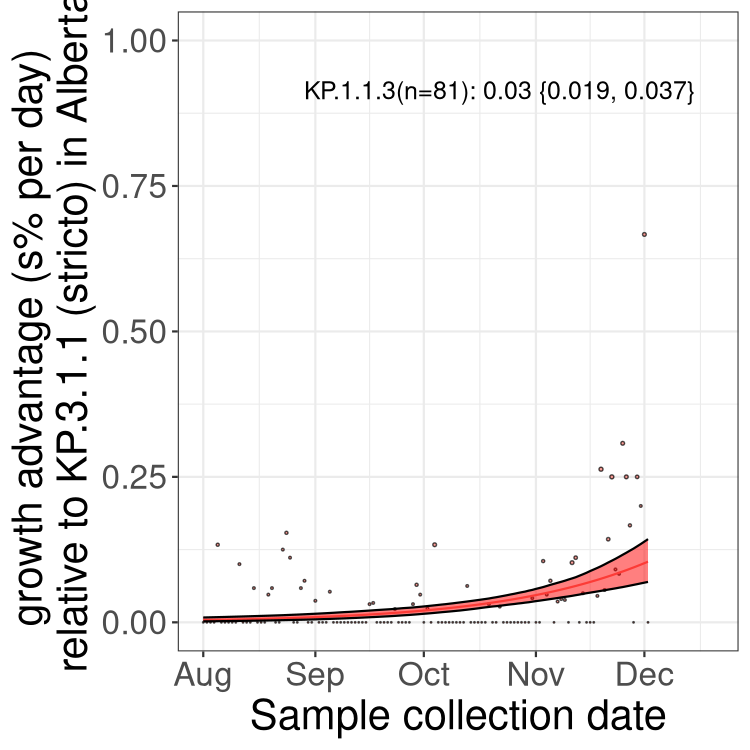 growth advantage (s% per day)
relative to KP.3.1.1 (stricto) in Alberta
1.00
0.75
0.50
0.25
0.00
KP.1.1.3(n=81): 0.03 {0.019, 0.037}
Aug Sep Oct Nov Dec
Sample collection date